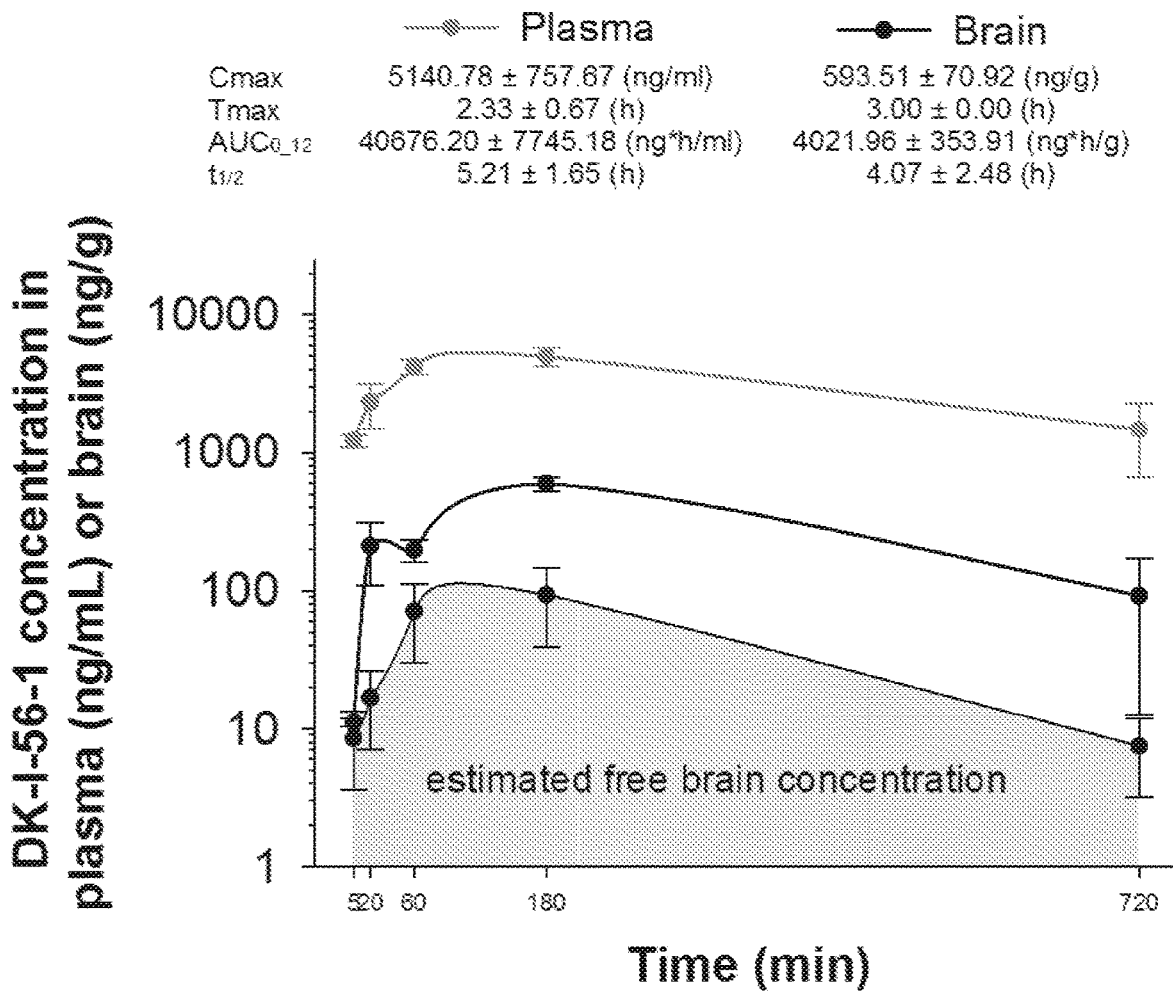 Plasma Brain
Cmax 5140.78 ± 757.67 (ng/ml) 593.51 ± 70.92 (ng/g)
Tmax 2.33 ± 0.67 (h) 3.00 ± 0.00 (h)
AUC0_12 40676.20 ± 7745.18 (ng*h/ml) 4021.96 ± 353.91 (ng*h/g)
t1/2 5.21 ± 1.65 (h) 4.07 ± 2.48 (h)
DK-I-56-1 concentration in
plasma (ng/mL) or brain (ng/g)
10000
1000
100
10
1
estimated free brain concentration
5 20 60 180 720
Time (min)